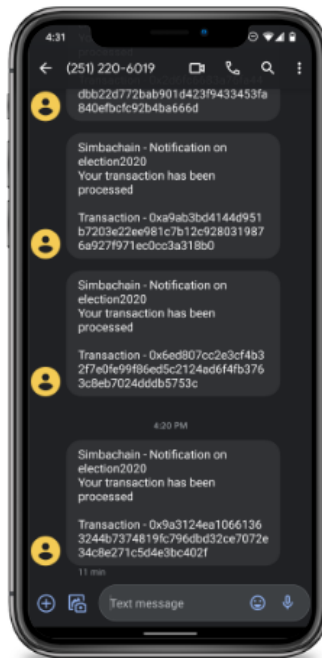 4:31
(251) 220-6019
dbb22d772bab901d423f9433453fa
840efbcfc92b4ba666d
Simbachain - Notification on
election2020
Your transaction has been
processed
Transaction - 0xa9ab3bd4144d951
b7203e22ee981c7b12c928031987
6a927f971ec0cc3a318b0
Simbachain - Notification on
election2020
Your transaction has been
processed
Transaction - 0x6ed807cc2e3cf4b3
2f7e0fe99f86ed5c2124ad6f4fb376
3c8eb7024dddb5753c
4:20 PM
Simbachain - Notification on
election2020
Your transaction has been
processed
Transaction - 0x9a3124ea1066136
3244b7374819fc796dbd32ce7072e
34c8e271c5d4e3bc402f
11 min
Text message